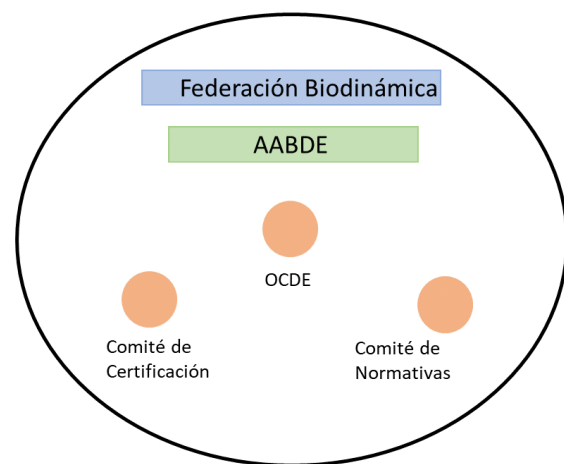 Federación Biodinámica
AABDE
OCDE
Comité de
Certificación
Comité de
Normativas